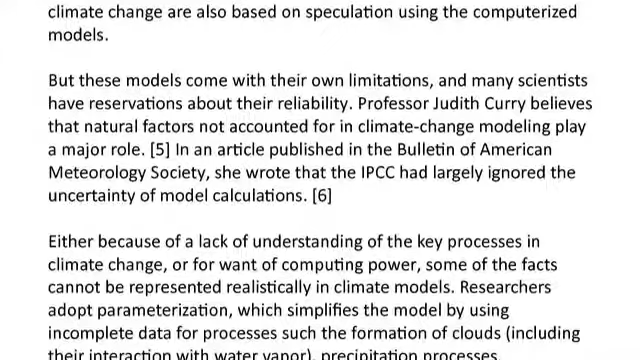 climate change are also based on speculation using the computerized
models.
But these models come with their own limitations, and many scientists
have reservations about their reliability. Professor Judith Curry believes
that natural factors not accounted for in climate-change modeling play
a major role. [5] In an article published in the Bulletin of American
Meteorology Society, she wrote that the IPCC had largely ignored the
uncertainty of model calculations. [6]
Either because of a lack of understanding of the key processes in
climate change, or for want of computing power, some of the facts
cannot be represented realistically in climate models. Researchers
adopt parameterization, which simplifies the model by using
incomplete data for processes such the formation of clouds (including
their interaction with water vapor), precipitation processes,